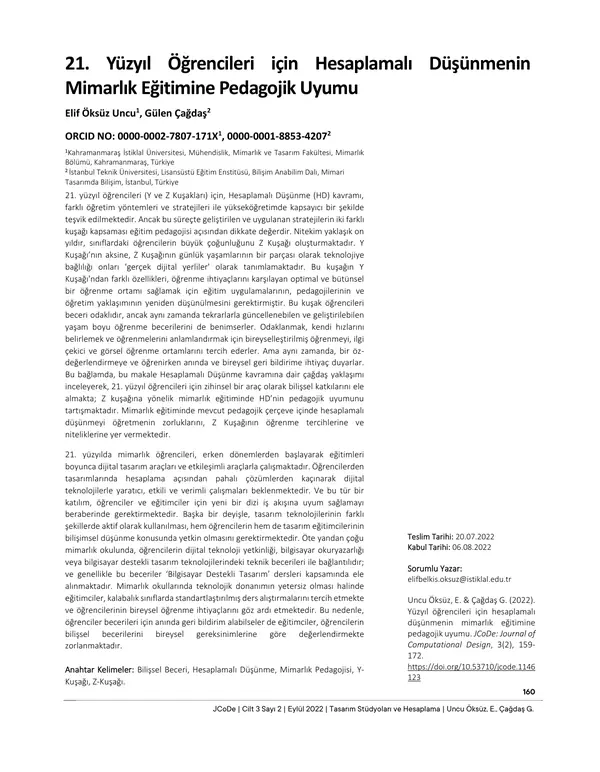 21. Yüzyıl Öğrencileri için Hesaplamalı Düşünmenin
Mimarlık Eğitimine Pedagojik Uyumu
Elif Öksüz Uncu¹, Gülen Çağdaş²
ORCID NO: 0000-0002-7807-171X¹, 0000-0001-8853-4207²
¹Kahramanmaraş İstiklal Üniversitesi, Mühendislik, Mimarlık ve Tasarım Fakültesi, Mimarlık
Bölümü, Kahramanmaraş, Türkiye
² İstanbul Teknik Üniversitesi, Lisansüstü Eğitim Enstitüsü, Bilişim Anabilim Dalı, Mimari
Tasarımda Bilişim, İstanbul, Türkiye
21. yüzyıl öğrencileri (Y ve Z Kuşakları) için, Hesaplamalı Düşünme (HD) kavramı,
farklı öğretim yöntemleri ve stratejileri ile yükseköğretimde kapsayıcı bir şekilde
teşvik edilmektedir. Ancak bu süreçte geliştirilen ve uygulanan stratejilerin iki farklı
kuşağı kapsaması eğitim pedagojisi açısından dikkate değerdir. Nitekim yaklaşık on
yıldır, sınıflardaki öğrencilerin büyük çoğunluğunu Z Kuşağı oluşturmaktadır. Y
Kuşağı'nın aksine, Z Kuşağının günlük yaşamlarının bir parçası olarak teknolojiye
bağlılığı onları 'gerçek dijital yerliler' olarak tanımlamaktadır. Bu kuşağın Y
Kuşağı'ndan farklı özellikleri, öğrenme ihtiyaçlarını karşılayan optimal ve bütünsel
bir öğrenme ortamı sağlamak için eğitim uygulamalarının, pedagojilerinin ve
öğretim yaklaşımının yeniden düşünülmesini gerektirmiştir. Bu kuşak öğrencileri
beceri odaklıdır, ancak aynı zamanda tekrarlarla güncellenebilen ve geliştirilebilen
yaşam boyu öğrenme becerilerini de benimserler. Odaklanmak, kendi hızlarını
belirlemek ve öğrenmelerini anlamlandırmak için bireyselleştirilmiş öğrenmeyi, ilgi
çekici ve görsel öğrenme ortamlarını tercih ederler. Ama aynı zamanda, bir öz-
değerlendirmeye ve öğrenirken anında ve bireysel geri bildirime ihtiyaç duyarlar.
Bu bağlamda, bu makale Hesaplamalı Düşünme kavramına dair çağdaş yaklaşımı
inceleyerek, 21. yüzyıl öğrencileri için zihinsel bir araç olarak bilişsel katkılarını ele
almakta; Z kuşağına yönelik mimarlık eğitiminde HD'nin pedagojik uyumunu
tartışmaktadır. Mimarlık eğitiminde mevcut pedagojik çerçeve içinde hesaplamalı
düşünmeyi öğretmenin zorluklarını, Z Kuşağının öğrenme tercihlerine ve
niteliklerine yer vermektedir.
21. yüzyılda mimarlık öğrencileri, erken dönemlerden başlayarak eğitimleri
boyunca dijital tasarım araçları ve etkileşimli araçlarla çalışmaktadır. Öğrencilerden
tasarımlarında hesaplama açısından pahalı çözümlerden kaçınarak dijital
teknolojilerle yaratıcı, etkili ve verimli çalışmaları beklenmektedir. Ve bu tür bir
katılım, öğrenciler ve eğitimciler için yeni bir dizi iş akışına uyum sağlamayı
beraberinde gerektirmektedir. Başka bir deyişle, tasarım teknolojilerinin farklı
şekillerde aktif olarak kullanılması, hem öğrencilerin hem de tasarım eğitimcilerinin
bilişimsel düşünme konusunda yetkin olmasını gerektirmektedir. Öte yandan çoğu
mimarlık okulunda, öğrencilerin dijital teknoloji yetkinliği, bilgisayar okuryazarlığı
veya bilgisayar destekli tasarım teknolojilerindeki teknik becerileri ile bağlantılıdır;
ve genellikle bu beceriler 'Bilgisayar Destekli Tasarım' dersleri kapsamında ele
alınmaktadır. Mimarlık okullarında teknolojik donanımın yetersiz olması halinde
eğitimciler, kalabalık sınıflarda standartlaştırılmış ders alıştırmalarını tercih etmekte
ve öğrencilerinin bireysel öğrenme ihtiyaçlarını göz ardı etmektedir. Bu nedenle,
öğrenciler becerileri için anında geri bildirim alabilseler de eğitimciler, öğrencilerin
bilişsel becerilerini bireysel gereksinimlerine göre değerlendirmekte
zorlanmaktadır.
Anahtar Kelimeler: Bilişsel Beceri, Hesaplamalı Düşünme, Mimarlık Pedagojisi, Y-
Kuşağı, Z-Kuşağı.
Teslim Tarihi: 20.07.2022
Kabul Tarihi: 06.08.2022
Sorumlu Yazar:
elifbelkis.oksuz@istiklal.edu.tr
Uncu Öksüz, E. & Çağdaş G. (2022).
Yüzyıl öğrencileri için hesaplamalı
düşünmenin mimarlık eğitimine
pedagojik uyumu. JCoDe: Journal of
Computational Design, 3(2), 159-
172.
https://doi.org/10.53710/jcode.1146
123
160
JCoDe | Cilt 3 Sayı 2 | Eylül 2022 | Tasarım Stüdyoları ve Hesaplama | Uncu Öksüz, E., Çağdaş G.